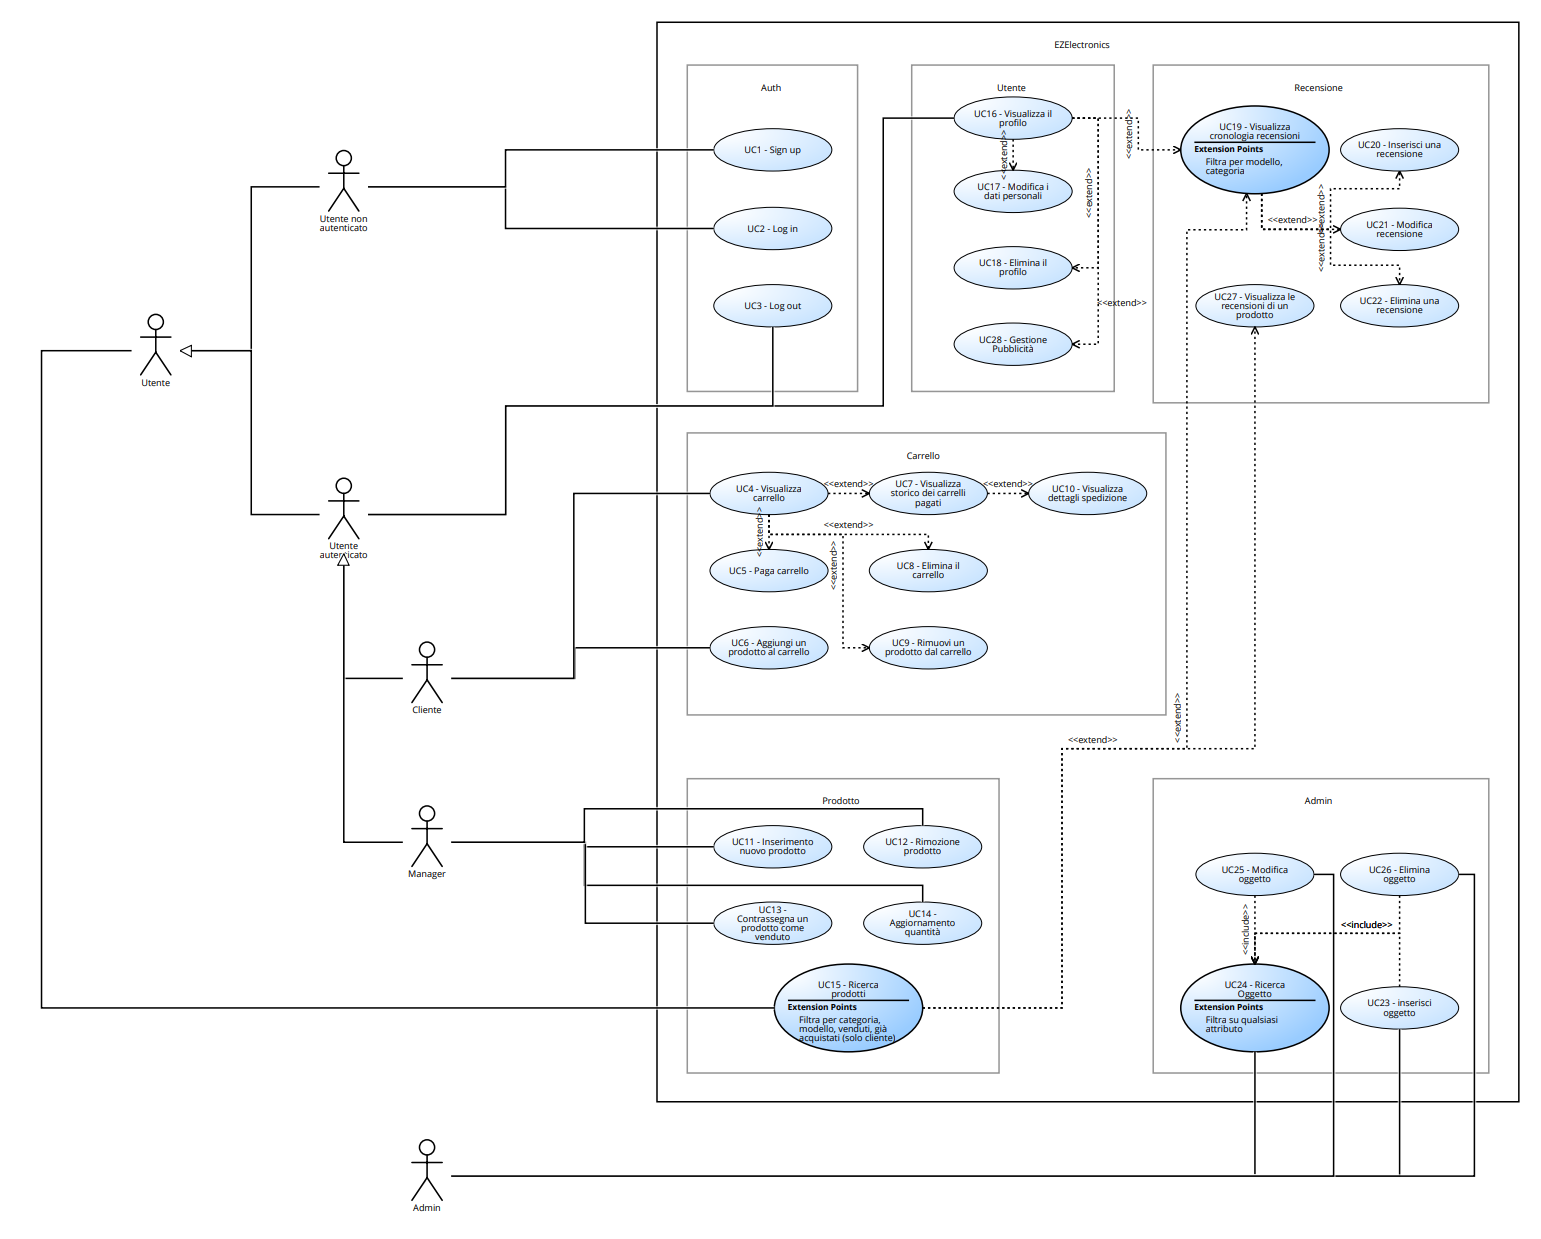 EZElectronics
Auth
UC1 - Sign up
UC2 - Log in
UC3 - Log out
Utente
UC16 - Visualizza il
profilo
<<extend>>
UC17 - Modifica i
dati personali
<<extend>>
UC18 - Elimina il
profilo
<<extend>>
UC28 - Gestione
Pubblicità
<<extend>>
Recensione
UC19 - Visualizza
cronologia recensioni
Extension Points
Filtra per modello,
categoria
UC20 - Inserisci una
recensione
<<extend>>
<<extend>>
UC21 - Modifica
recensione
<<extend>>
UC27 - Visualizza le
recensioni di un
prodotto
UC22 - Elimina una
recensione
Utente non
autenticato
Utente
Utente
autenticato
Cliente
Manager
Admin
Carrello
UC4 - Visualizza
carrello
<<extend>>
UC7 - Visualizza
storico dei carrelli
pagati
<<extend>>
UC10 - Visualizza
dettagli spedizione
<<extend>>
<<extend>>
<<extend>>
UC5 - Paga carrello
UC8 - Elimina il
carrello
UC6 - Aggiungi un
prodotto al carrello
UC9 - Rimuovi un
prodotto dal carrello
<<extend>>
<<extend>>
Prodotto
UC11 - Inserimento
nuovo prodotto
UC12 - Rimozione
prodotto
UC13 -
Contrassegna un
prodotto come
venduto
UC14 -
Aggiornamento
quantità
UC15 - Ricerca
prodotti
Extension Points
Filtra per categoria,
modello, venduti, già
acquistati (solo cliente)
Admin
UC25 - Modifica
oggetto
UC26 - Elimina
oggetto
<<include>>
<<include>>
UC24 - Ricerca
Oggetto
Extension Points
Filtra su qualsiasi
attributo
UC23 - inserisci
oggetto